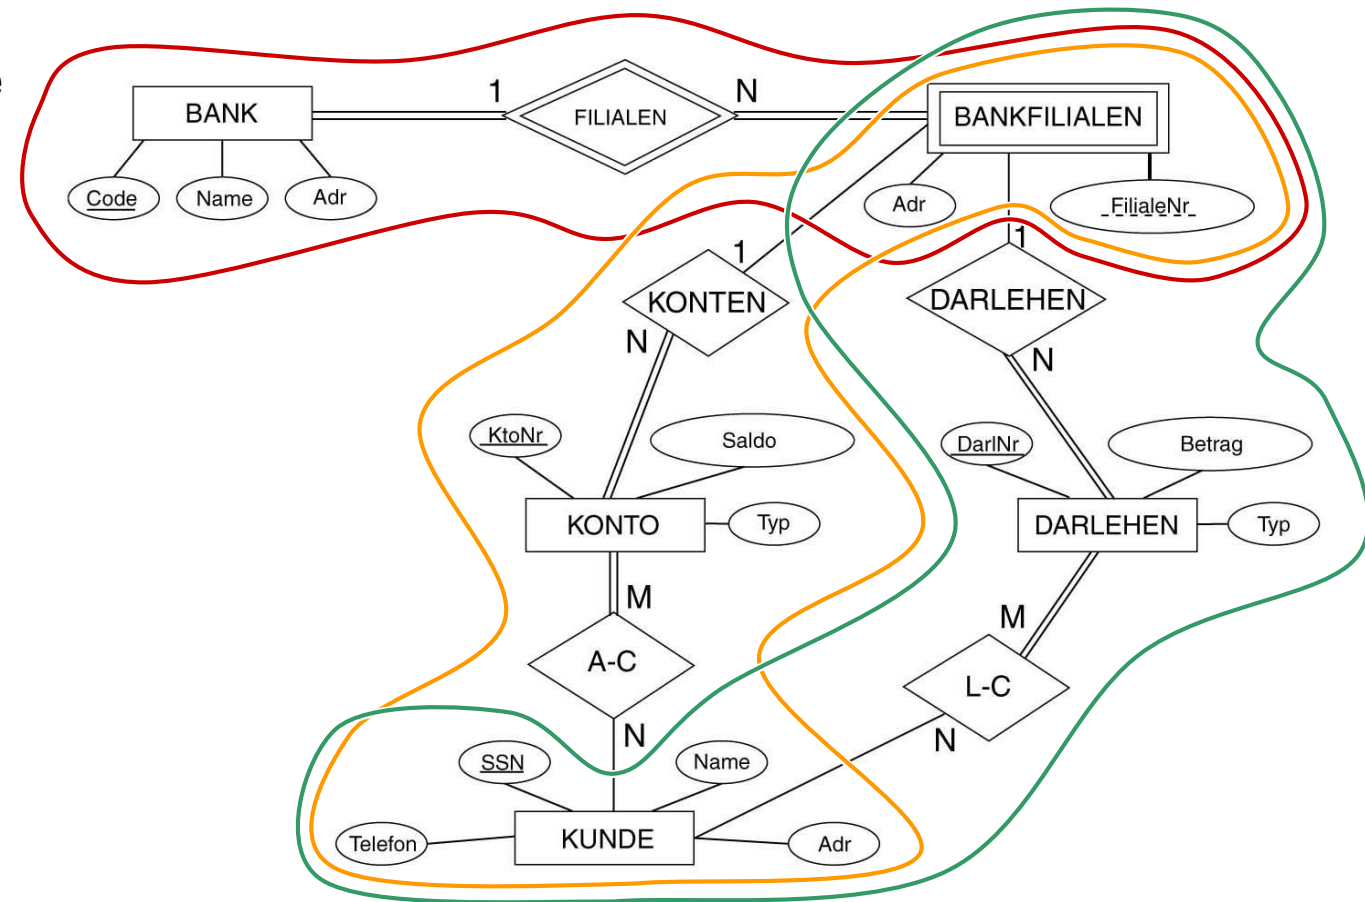 e
1
N
BANK
FILIALEN
BANKFILIALEN
Code
Name
Adr
Adr
FilialeNr
1
1
KONTEN
DARLEHEN
N
N
KtoNr
Saldo
DarlNr
Betrag
KONTO
Typ
DARLEHEN
Typ
M
M
A-C
L-C
N
N
SSN
Name
Telefon
KUNDE
Adr